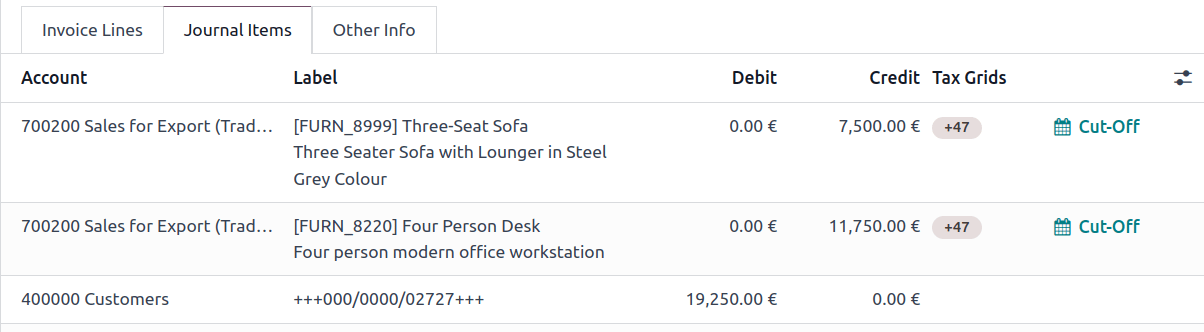 Invoice Lines Journal Items Other Info
Account Label Debit Credit Tax Grids
700200 Sales for Export (Trad... [FURN_8999] Three-Seat Sofa 0.00 € 7,500.00 € +47 Cut-Off
Three Seater Sofa with Lounger in Steel
Grey Colour
700200 Sales for Export (Trad... [FURN_8220] Four Person Desk 0.00 € 11,750.00 € +47 Cut-Off
Four person modern office workstation
400000 Customers +++000/0000/02727+++ 19,250.00 € 0.00 €